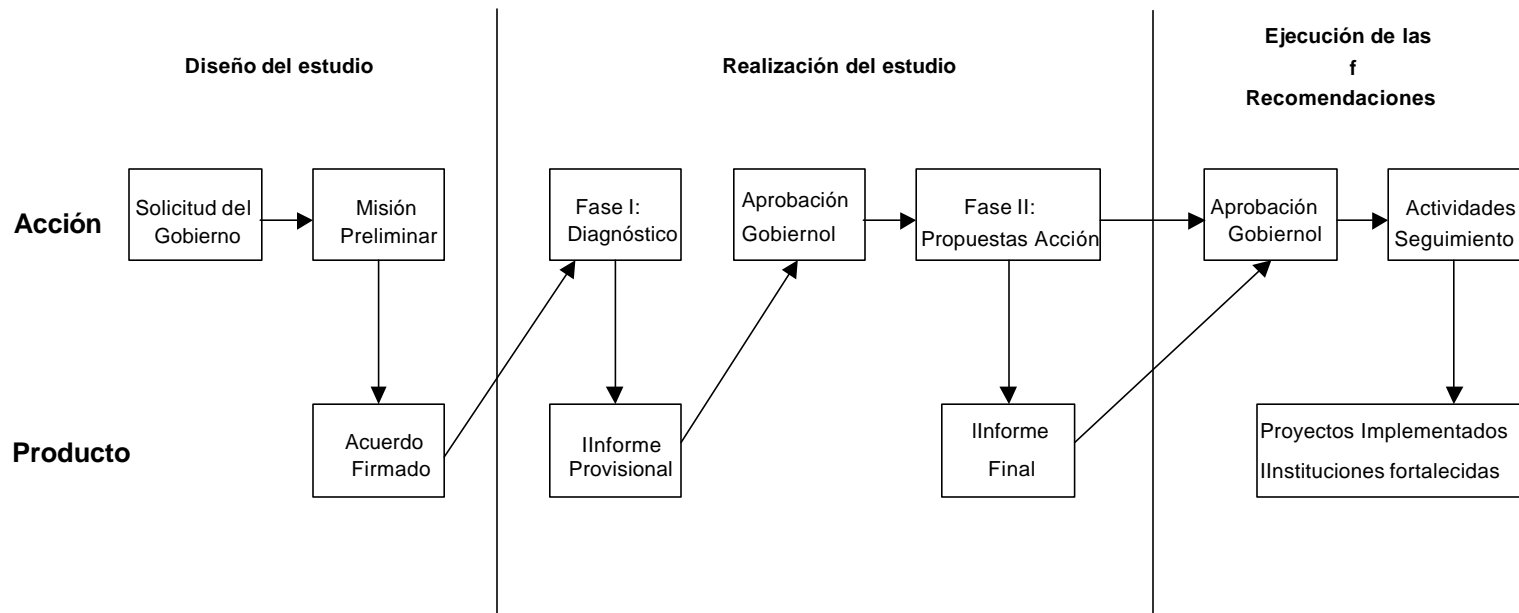 Diseño del estudio
Realización del estudio
Ejecución de las
f
Recomendaciones
Acción
Solicitud del
Gobierno
Misión
Preliminar
Fase I:
Diagnóstico
Aprobación
Gobiernol
Fase II:
Propuestas Acción
Aprobación
Gobiernol
Actividades
Seguimiento
Producto
Acuerdo
Firmado
IInforme
Provisional
IInforme
Final
Proyectos Implementados
IInstituciones fortalecidas